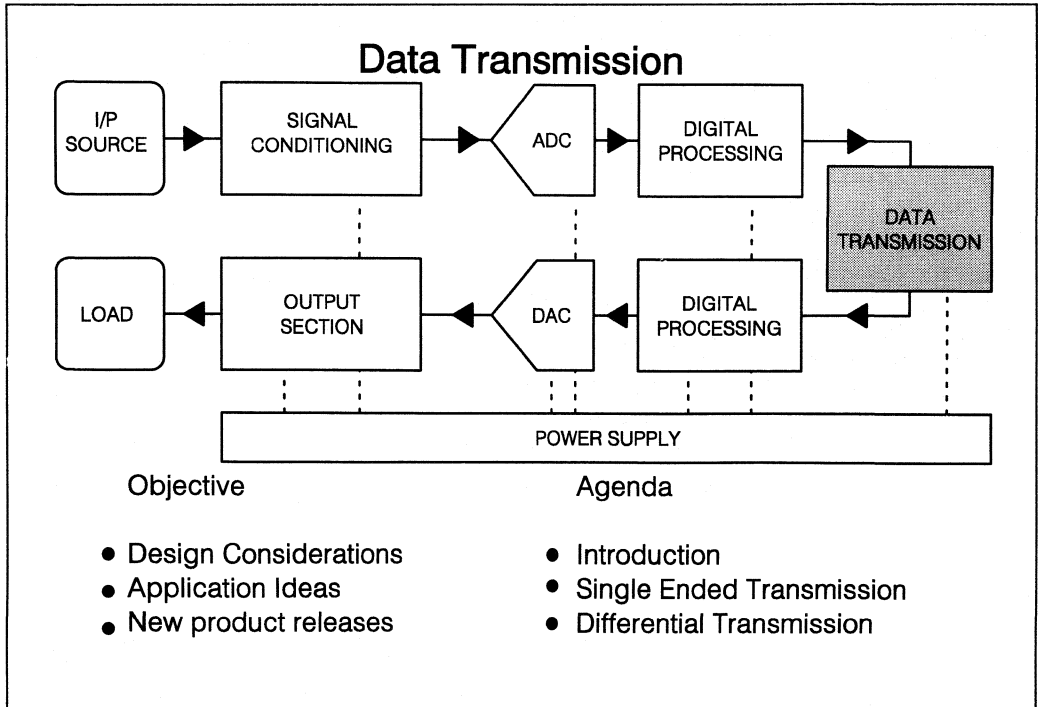 Data Transmission
I/P
SOURCE
SIGNAL
CONDITIONING
ADC
DIGITAL
PROCESSING
DATA
TRANSMISSION
LOAD
OUTPUT
SECTION
DAC
DIGITAL
PROCESSING
POWER SUPPLY
Objective
• Design Considerations
• Application Ideas
• New product releases
Agenda
• Introduction
• Single Ended Transmission
• Differential Transmission